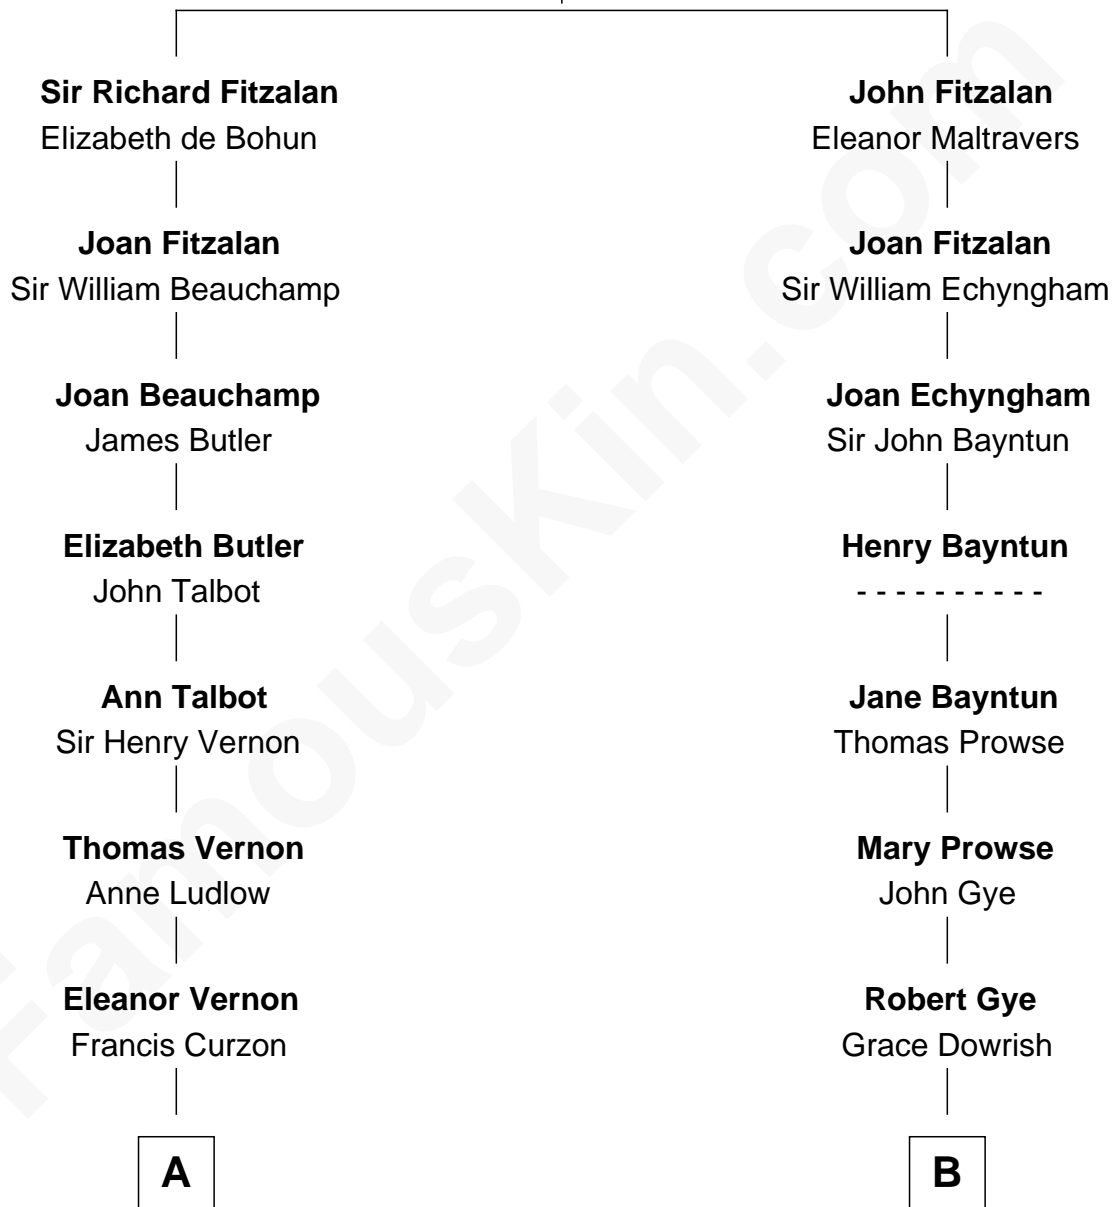 Sir Richard Fitzalan
Elizabeth de Bohun
Joan Fitzalan
Sir William Beauchamp
Joan Beauchamp
James Butler
Elizabeth Butler
John Talbot
Ann Talbot
Sir Henry Vernon
Thomas Vernon
Anne Ludlow
Eleanor Vernon
Francis Curzon
A
John Fitzalan
Eleanor Maltravers
Joan Fitzalan
Sir William Echyngham
Joan Echyngham
Sir John Bayntun
Henry Bayntun
- - - - - - - - - -
Jane Bayntun
Thomas Prowse
Mary Prowse
John Gye
Robert Gye
Grace Dowrish
B
FamousKin.com